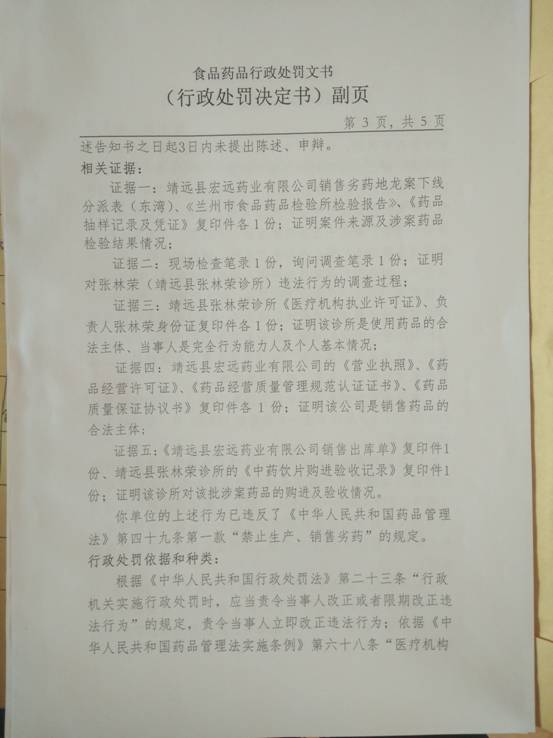 食品药品行政处罚文书
（行政处罚决定书）副页
第 3 页，共 5 页
述告知书之日起3日内未提出陈述、申辩。
相关证据：
证据一：靖远县宏远药业有限公司销售劣药地龙案下线
分派表（东湾）、《兰州市食品药品检验所检验报告》、《药品
抽样记录及凭证》复印件各 1 份；证明案件来源及涉案药品
检验结果情况；
证据二：现场检查笔录 1 份，询问调查笔录 1 份；证明
对张林荣（靖远县张林荣诊所）违法行为的调查过程；
证据三：靖远县张林荣诊所《医疗机构执业许可证》、负
责人张林荣身份证复印件各 1 份；证明该诊所是使用药品的合
法主体、当事人是完全行为能力人及个人基本情况；
证据四：靖远县宏远药业有限公司的《营业执照》、《药
品经营许可证》、《药品经营质量管理规范认证证书》、《药品
质量保证协议书》复印件各 1 份；证明该公司是销售药品的
合法主体；
证据五：《靖远县宏远药业有限公司销售出库单》复印件1
份、靖远县张林荣诊所的《中药饮片购进验收记录》复印件1
份；证明该诊所对该批涉案药品的购进及验收情况。
你单位的上述行为已违反了《中华人民共和国药品管理
法》第四十九条第一款“禁止生产、销售劣药”的规定。
行政处罚依据和种类：
根据《中华人民共和国行政处罚法》第二十三条“行政
机关实施行政处罚时，应当责令当事人改正或者限期改正违
法行为”的规定，责令当事人立即改正违法行为；依据《中
华人民共和国药品管理法实施条例》第六十八条“医疗机构